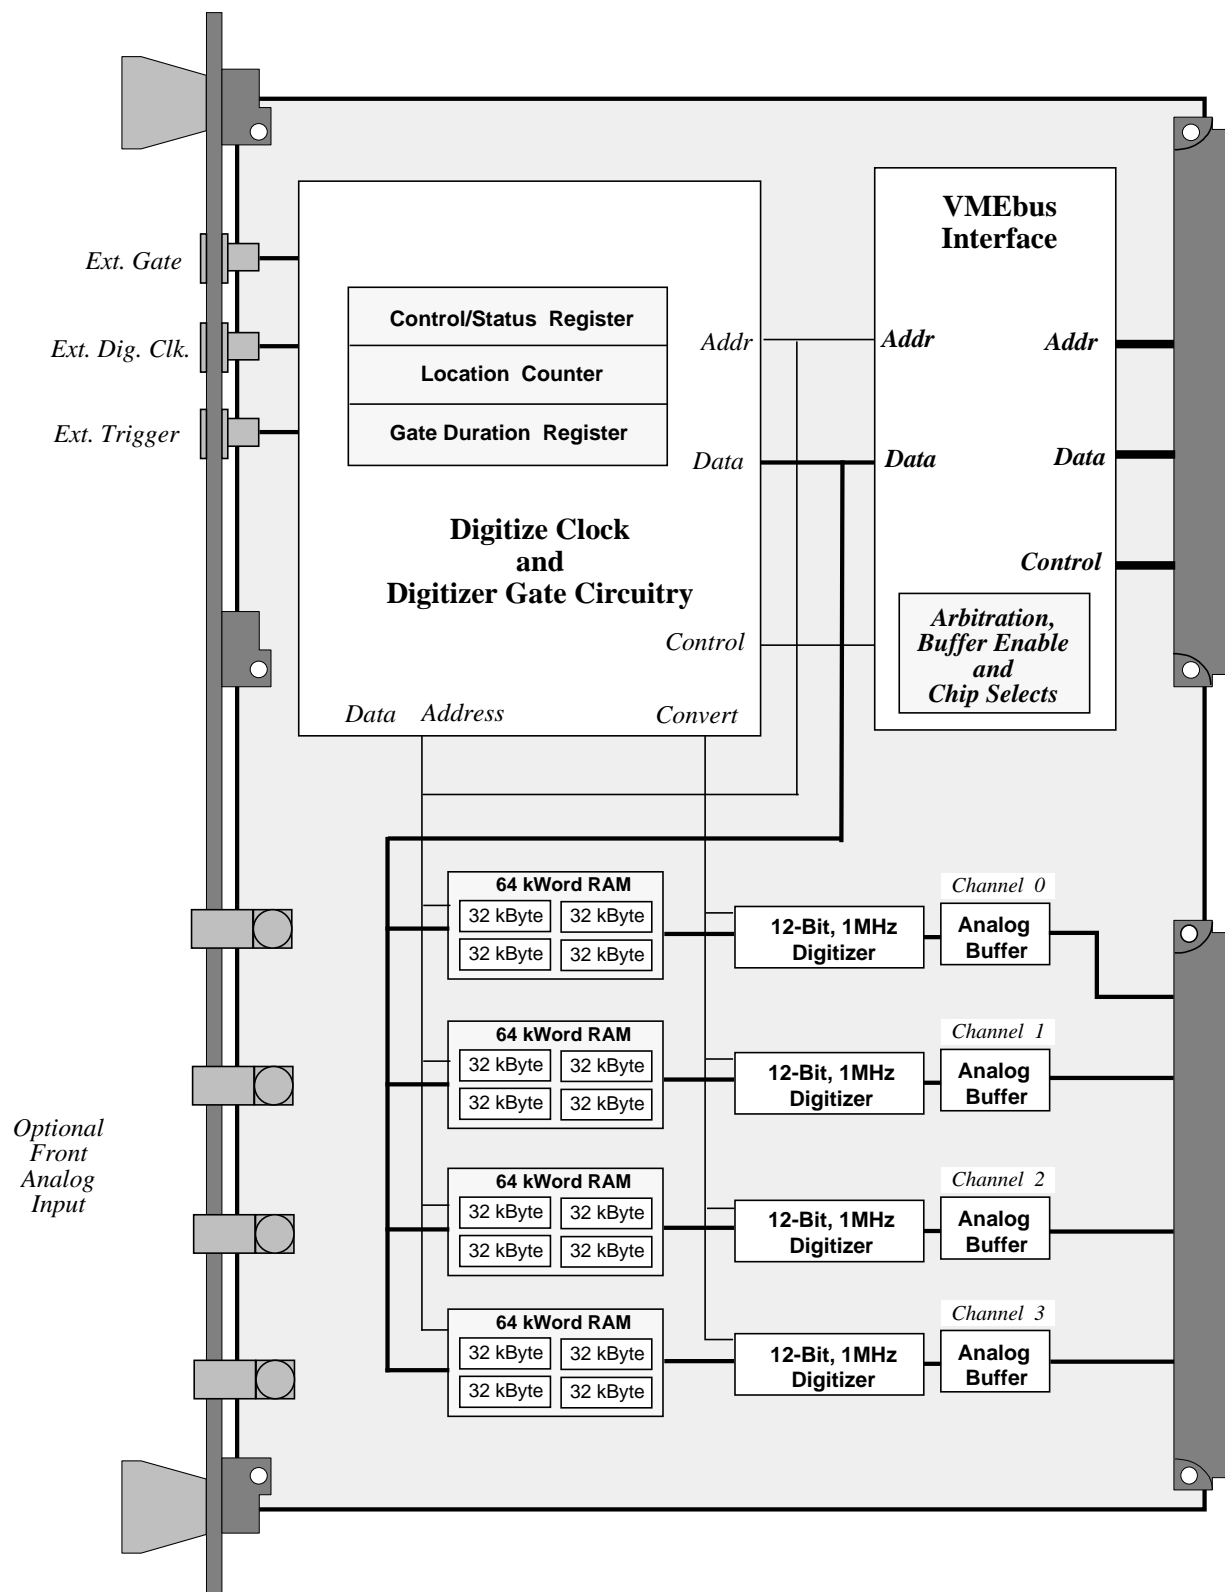 VMEbus
Interface
Ext. Gate
Ext. Dig. Clk.
Ext. Trigger
Control/Status Register
Location Counter
Gate Duration Register
Addr
Data
Digitize Clock
and
Digitizer Gate Circuitry
Control
Data Address Convert
Addr Addr
Data Data
Control
Arbitration,
Buffer Enable
and
Chip Selects
Optional
Front
Analog
Input
64 kWord RAM
32 kByte 32 kByte
32 kByte 32 kByte
12-Bit, 1MHz
Digitizer
Channel 0
Analog
Buffer
64 kWord RAM
32 kByte 32 kByte
32 kByte 32 kByte
12-Bit, 1MHz
Digitizer
Channel 1
Analog
Buffer
64 kWord RAM
32 kByte 32 kByte
32 kByte 32 kByte
12-Bit, 1MHz
Digitizer
Channel 2
Analog
Buffer
64 kWord RAM
32 kByte 32 kByte
32 kByte 32 kByte
12-Bit, 1MHz
Digitizer
Channel 3
Analog
Buffer